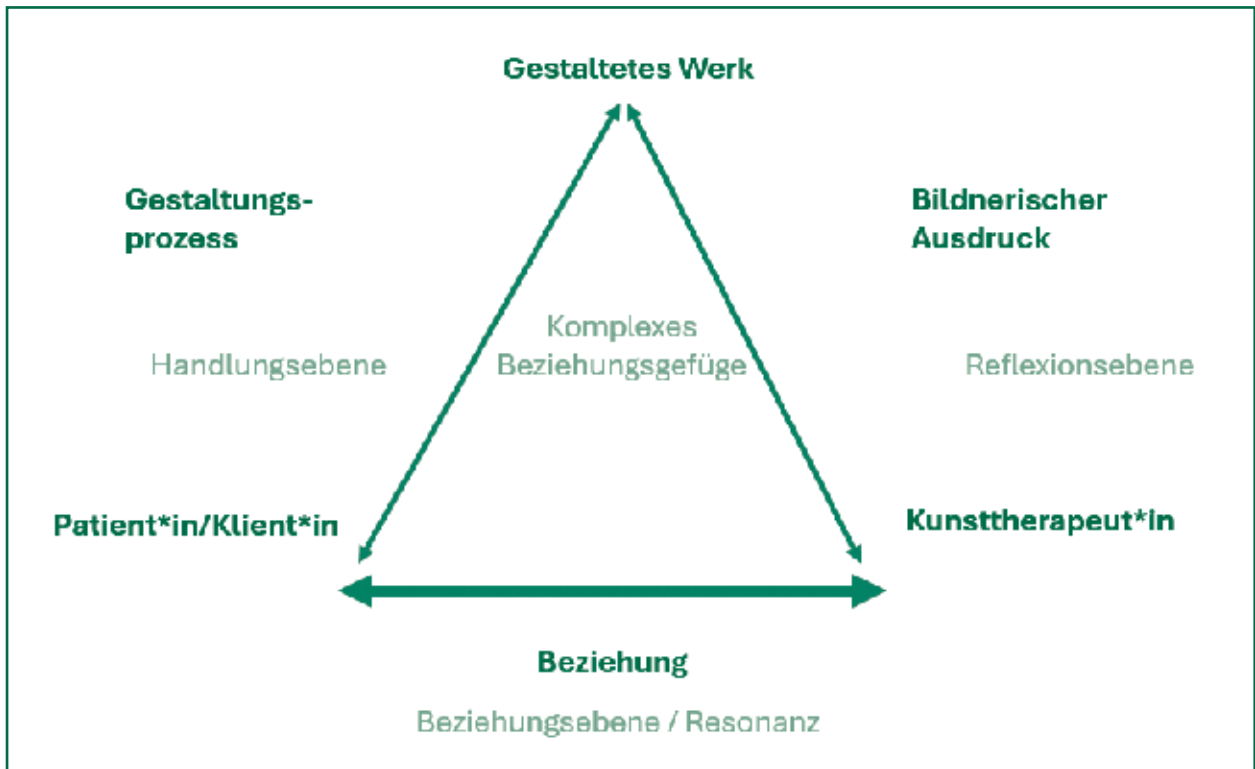 Gestaltetes Werk
Gestaltungs-
prozess
Bildnerischer
Ausdruck
Komplexes
Beziehungsgefüge
Handlungsebene
Reflexionsebene
Patient*in/Klient*in
Kunsttherapeut*in
Beziehung
Beziehungsebene / Resonanz